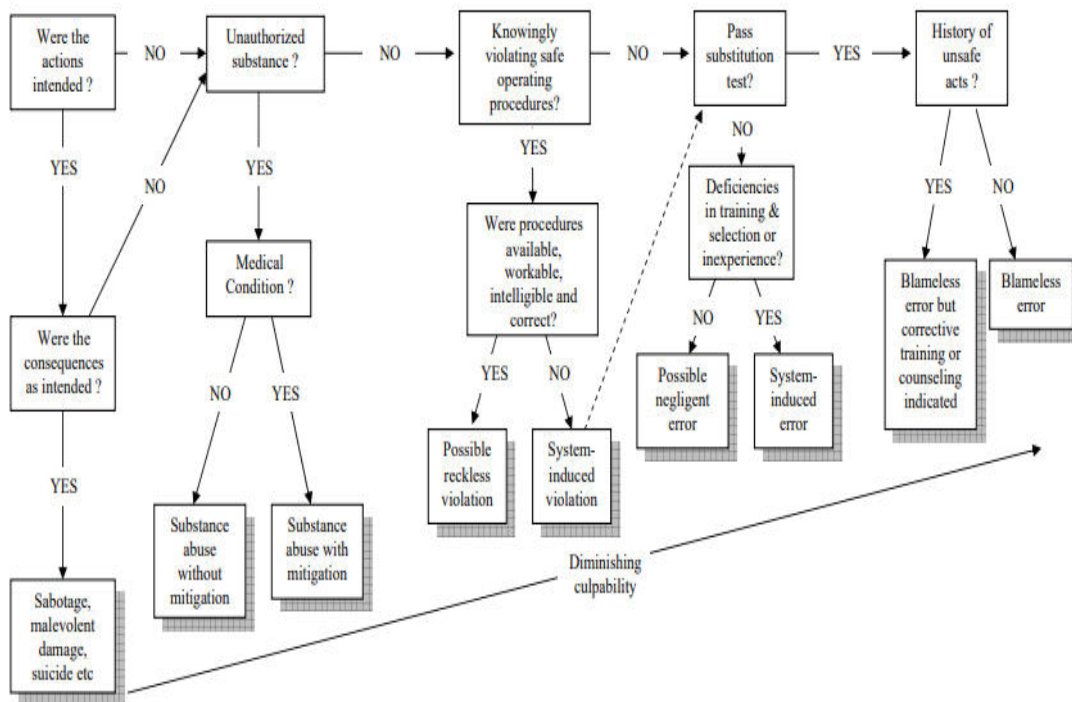 Were the
actions
intended ?
NO
Unauthorized
substance ?
NO
Knowingly
violating safe
operating
procedures?
NO
Pass
substitution
test?
YES
History of
unsafe
acts ?
YES
NO
YES
YES
NO
YES
NO
Were the
consequences
as intended ?
Medical
Condition ?
Were procedures
available,
workable,
intelligible and
correct?
Deficiencies
in training &
selection or
inexperience?
Blameless
error but
corrective
training or
counseling
indicated
Blameless
error
YES
NO
YES
YES
NO
NO
YES
Sabotage,
malevolent
damage,
suicide etc
Substance
abuse
without
mitigation
Substance
abuse with
mitigation
Possible
reckless
violation
System-
induced
violation
Possible
negligent
error
System-
induced
error
Diminishing
culpability